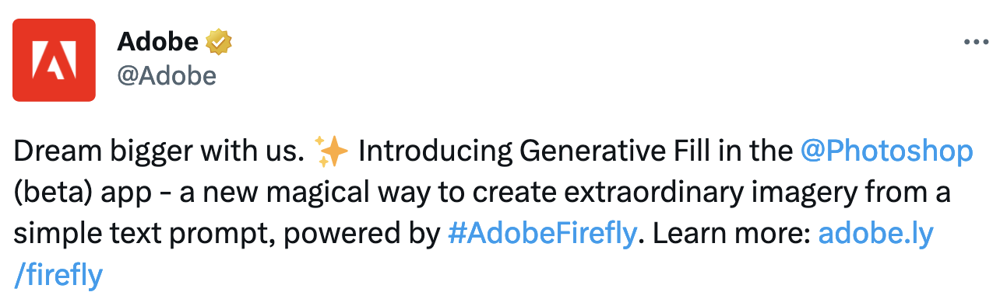 Adobe
@Adobe
Dream bigger with us. ✨ Introducing Generative Fill in the @Photoshop
(beta) app - a new magical way to create extraordinary imagery from a
simple text prompt, powered by #AdobeFirefly. Learn more: adobe.ly
/firefly